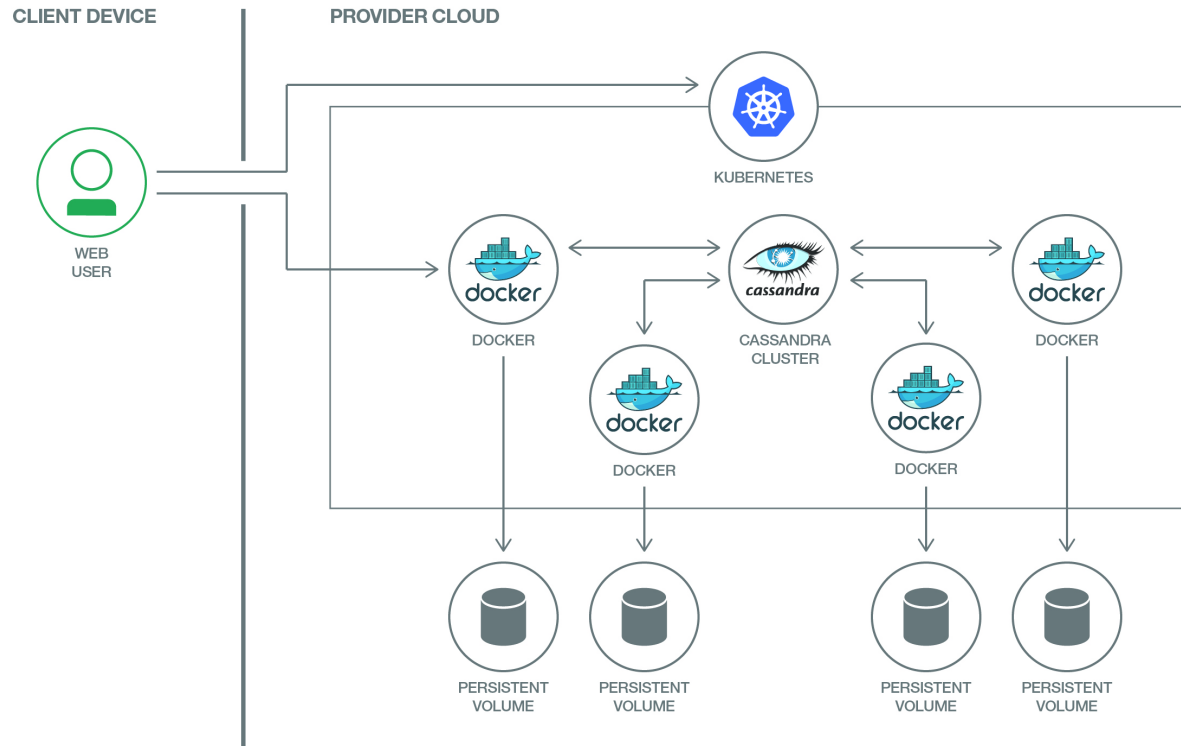 CLIENT DEVICE
PROVIDER CLOUD
KUBERNETES
WEB
USER
docker
DOCKER
cassandra
CASSANDRA
CLUSTER
docker
DOCKER
docker
DOCKER
docker
DOCKER
PERSISTENT
VOLUME
PERSISTENT
VOLUME
PERSISTENT
VOLUME
PERSISTENT
VOLUME